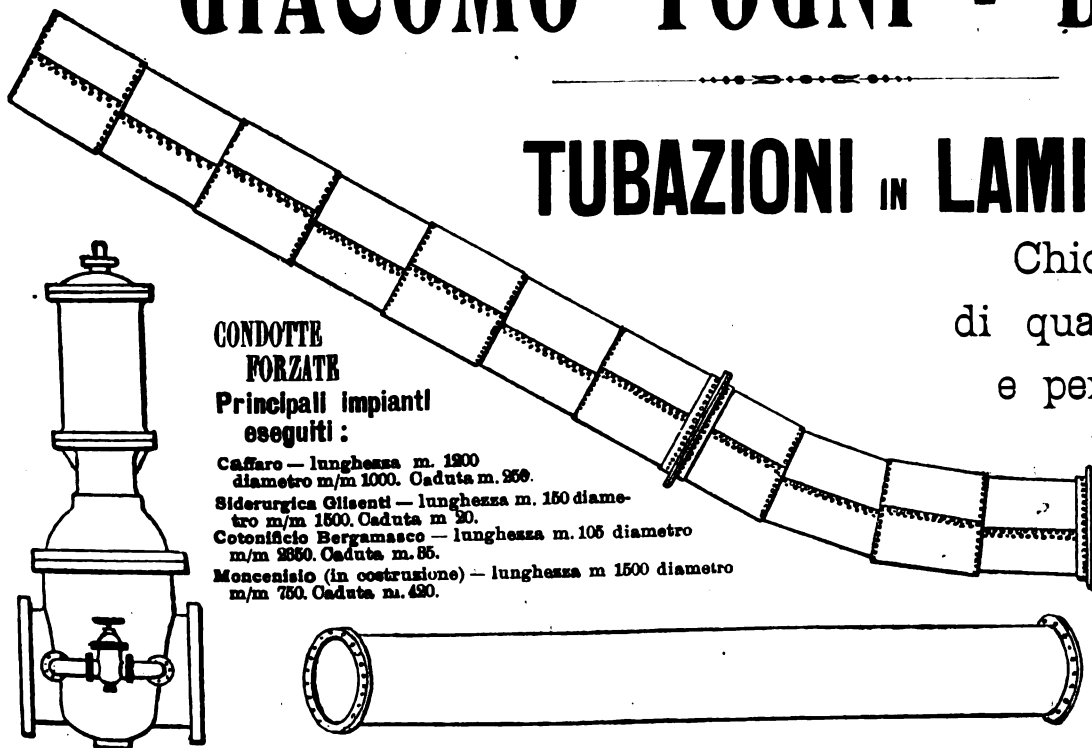 GIACOMO TOGNI - B
TUBAZIONI IN LAMI
Chio
di qua
e per
CONDOTTE
FORZATE
Principali impianti
eseguiti :
Caffaro — lunghezza m. 1200
diametro m/m 1000. Caduta m. 250.
Siderurgica Glisenti — lunghezza m. 150 diame-
tro m/m 1500. Caduta m 20.
Cotonificio Bergamasco — lunghezza m. 105 diametro
m/m 2650. Caduta m. 35.
Moncenisio (in costruzione) — lunghezza m 1500 diametro
m/m 750. Caduta m. 420.